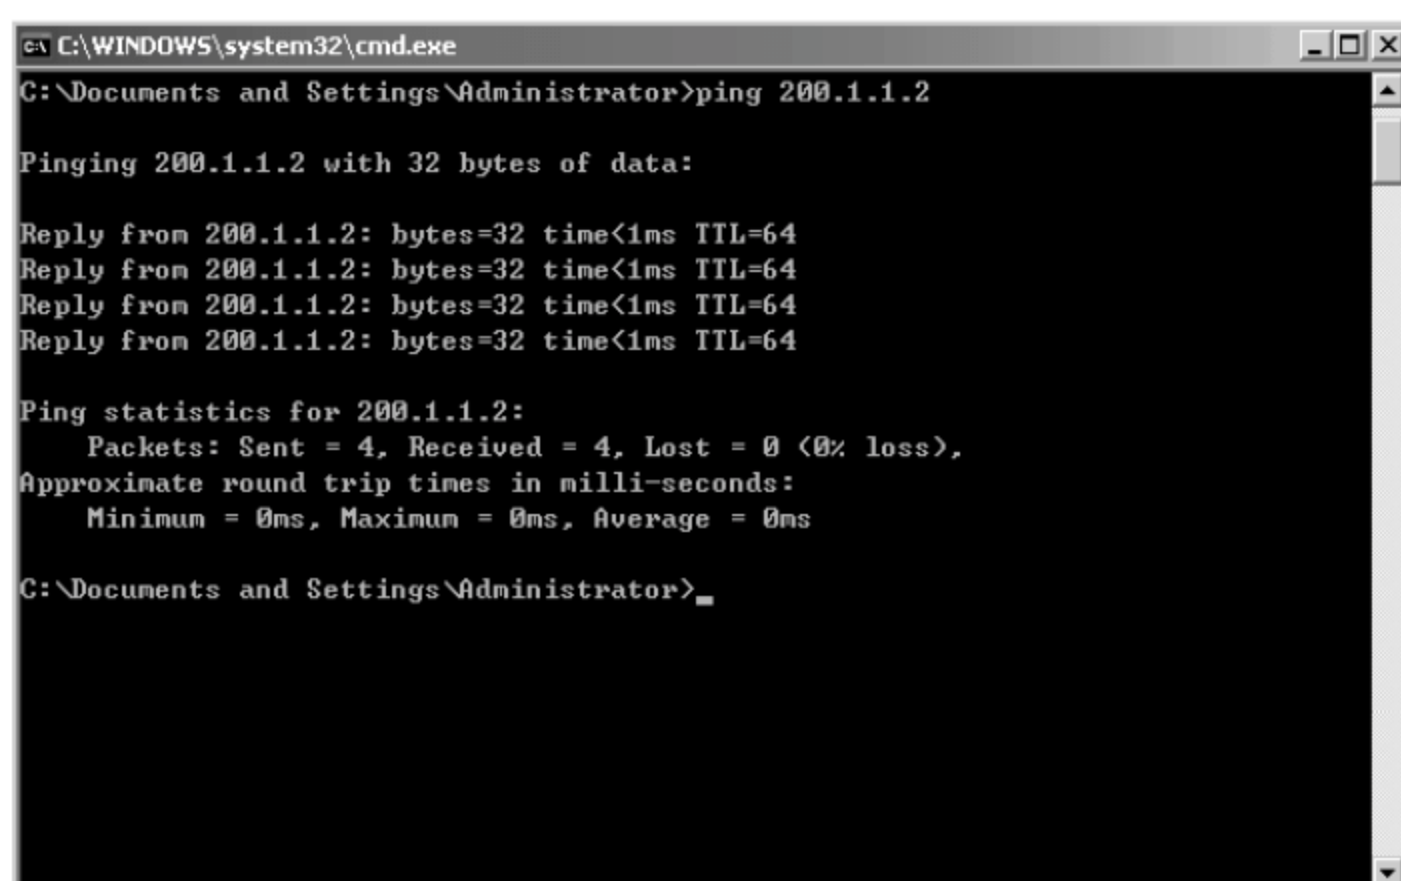 C:\WINDOWS\system32\cmd.exe
C:\Documents and Settings\Administrator>ping 200.1.1.2
Pinging 200.1.1.2 with 32 bytes of data:
Reply from 200.1.1.2: bytes=32 time<1ms TTL=64
Reply from 200.1.1.2: bytes=32 time<1ms TTL=64
Reply from 200.1.1.2: bytes=32 time<1ms TTL=64
Reply from 200.1.1.2: bytes=32 time<1ms TTL=64
Ping statistics for 200.1.1.2:
    Packets: Sent = 4, Received = 4, Lost = 0 (0% loss),
Approximate round trip times in milli-seconds:
    Minimum = 0ms, Maximum = 0ms, Average = 0ms
C:\Documents and Settings\Administrator>_